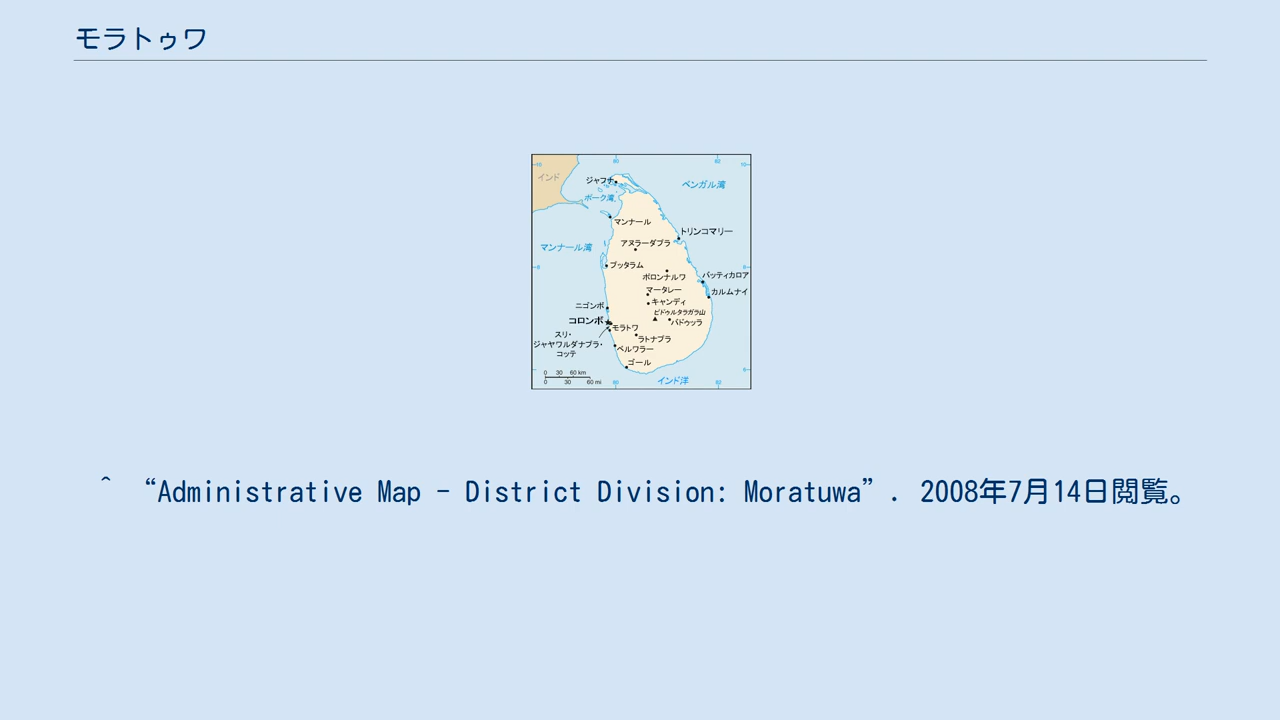 モラトゥワ
インド
ジャフナ
ベンガル湾
ポーク湾
マンナール
トリンコマリー
アヌラーダプラ
マンナール湾
プッタラム
ポロンナルワ
バッティカロア
マータレー
カルムナイ
キャンディ
ニゴンボ
ピドゥルタラガラ山
コロンボ
バドゥッラ
モラトワ
スリ・
ジャヤワルダナプラ・
コッテ
ラトナプラ
ベルワラー
ゴール
0 30 60 km
0 30 60 mi
インド洋
^ “Administrative Map - District Division: Moratuwa”. 2008年7月14日閲覧。